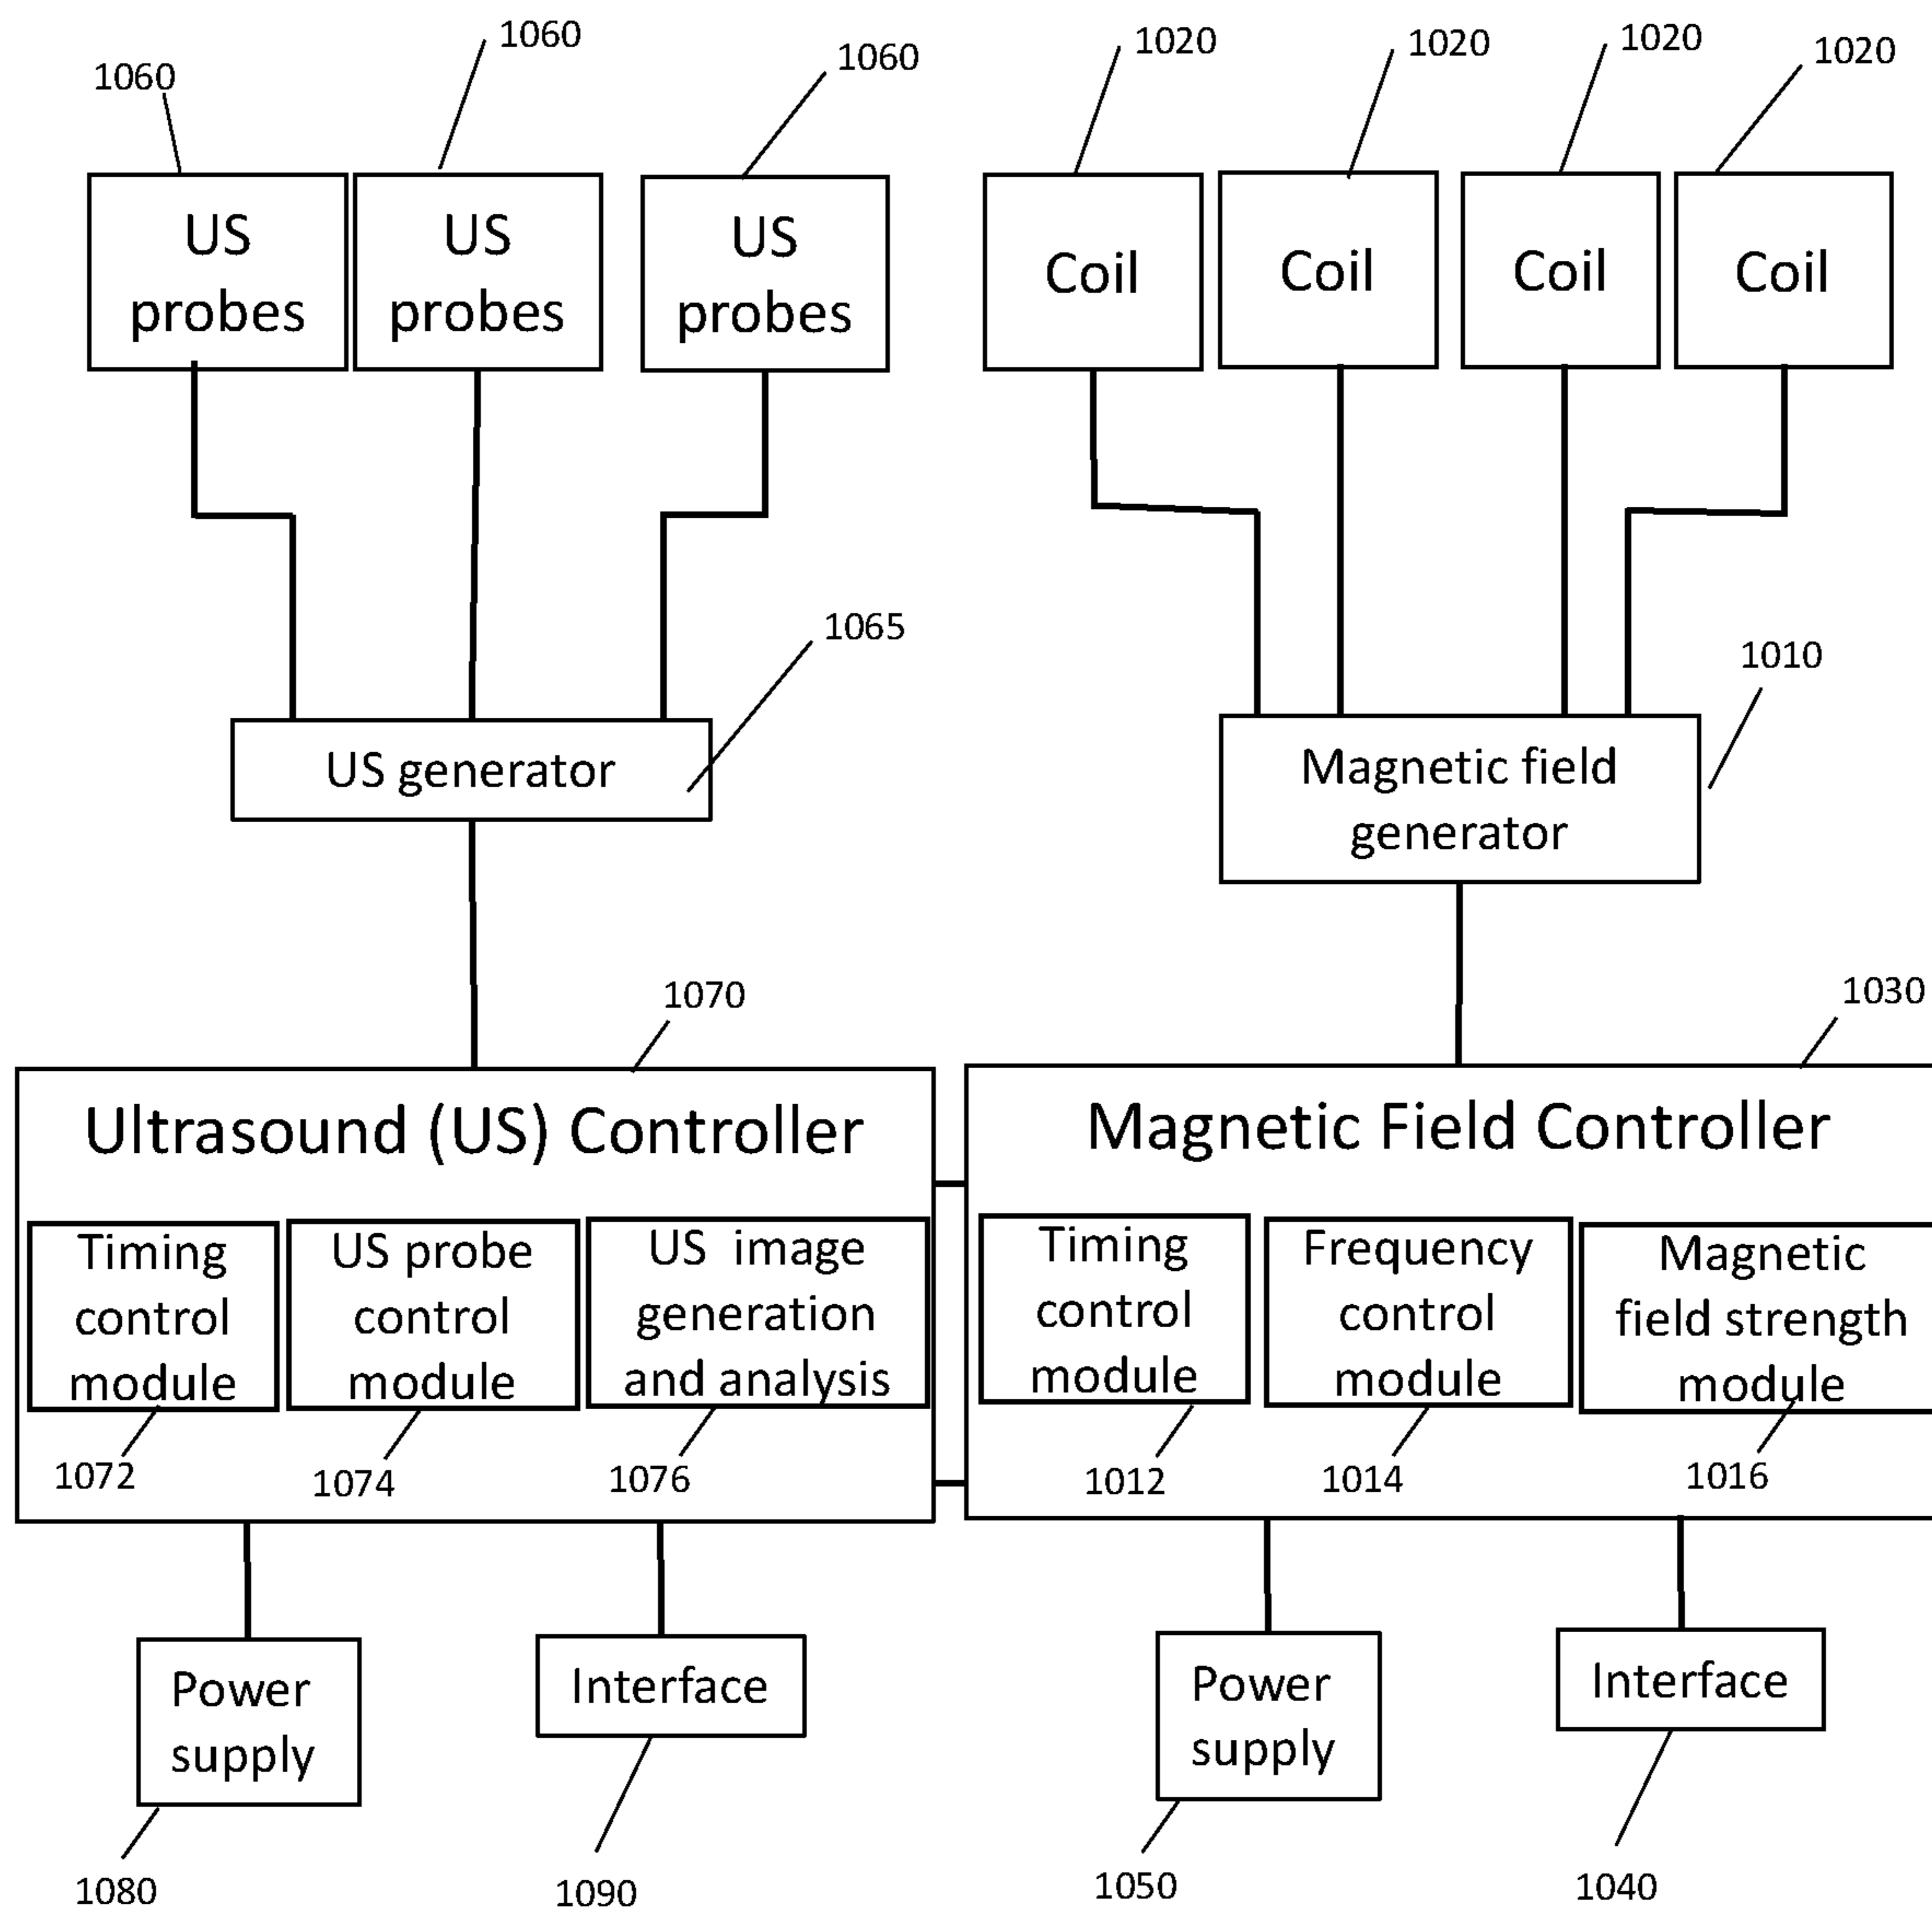 1060
1060
1060
1020
1020
1020
1020
US
probes
US
probes
US
probes
Coil
Coil
Coil
Coil
1065
1010
US generator
Magnetic field
generator
1070
1030
Ultrasound (US) Controller
Timing
control
module
US probe
control
module
US image
generation
and analysis
1072
1074
1076
Magnetic Field Controller
Timing
control
module
Frequency
control
module
Magnetic
field strength
module
1012
1014
1016
Power
supply
Interface
Power
supply
Interface
1080
1090
1050
1040